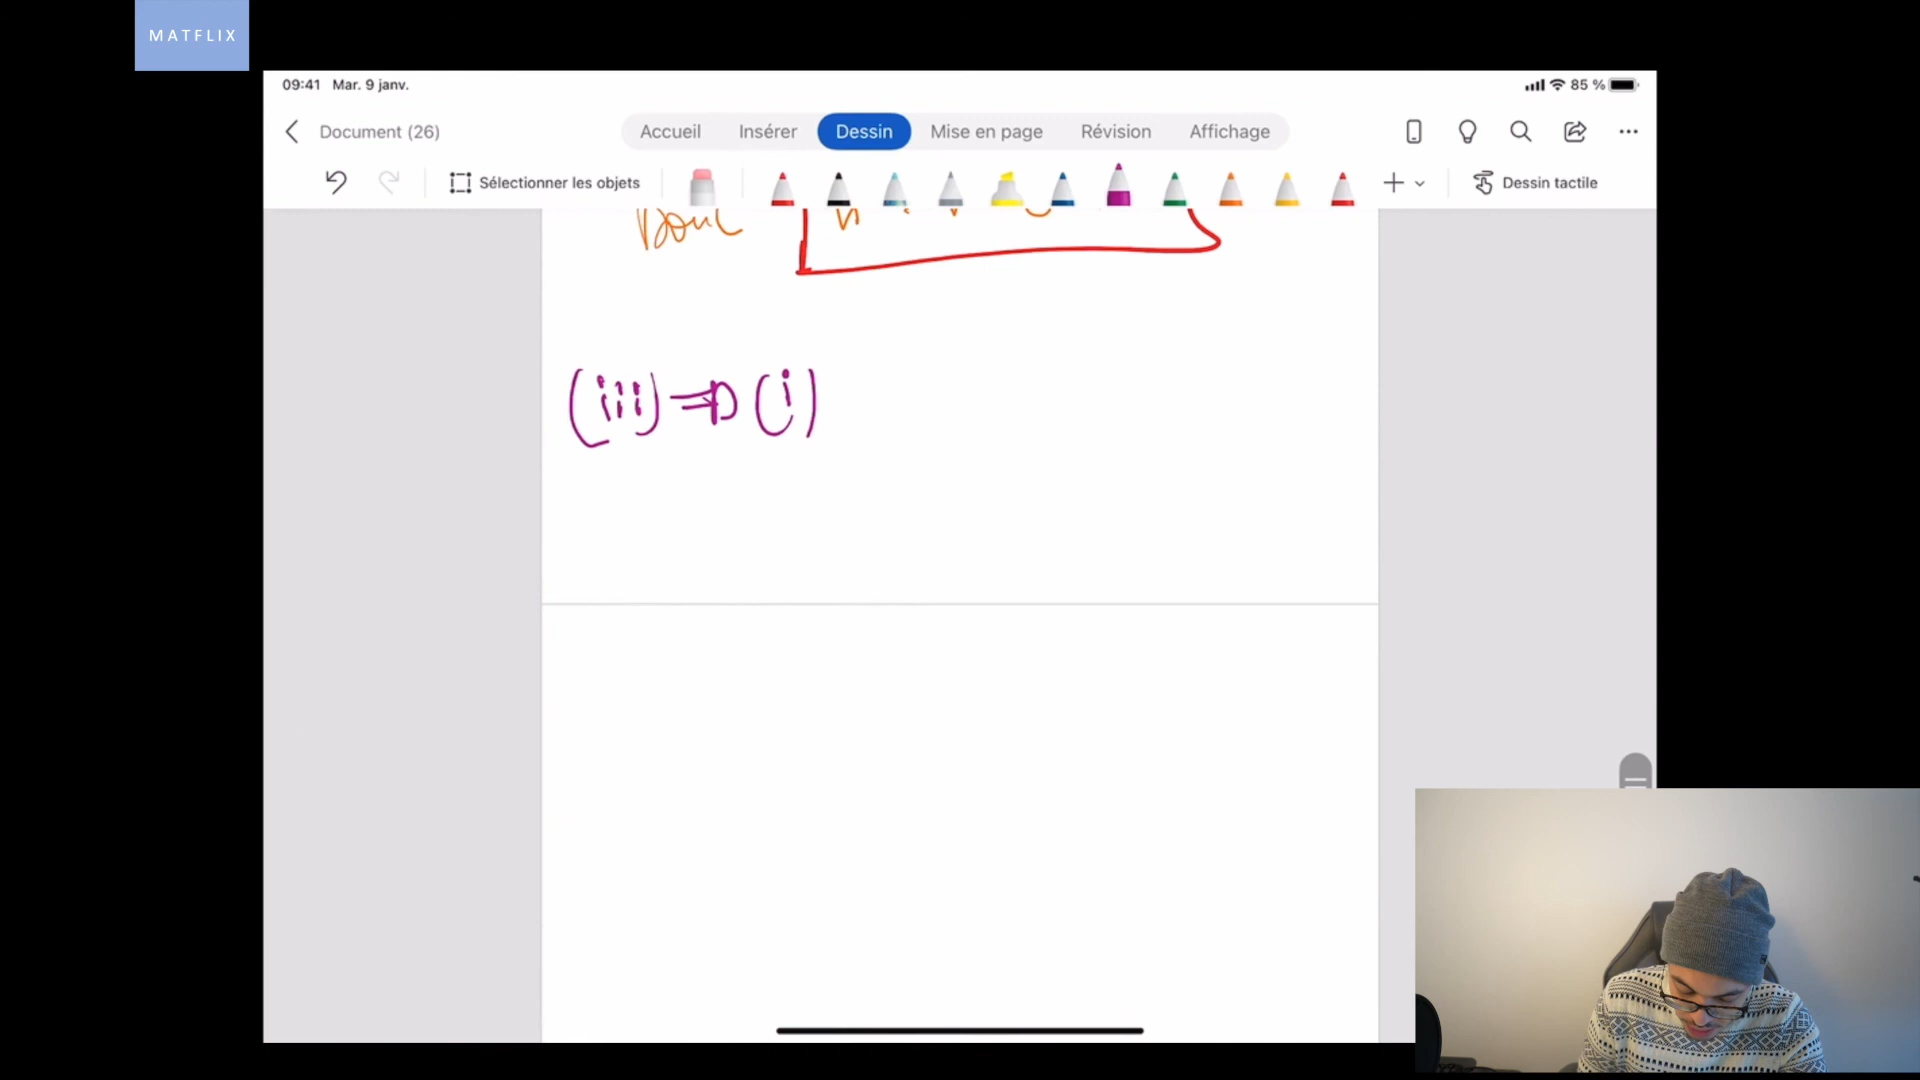 MATFLIX
09:41 Mar. 9 janv. 85 %
Document (26) Accueil Insérer Dessin Mise en page Révision Affichage
Sélectionner les objets Dessin tactile
Donc
(iii) ⇒ (i)